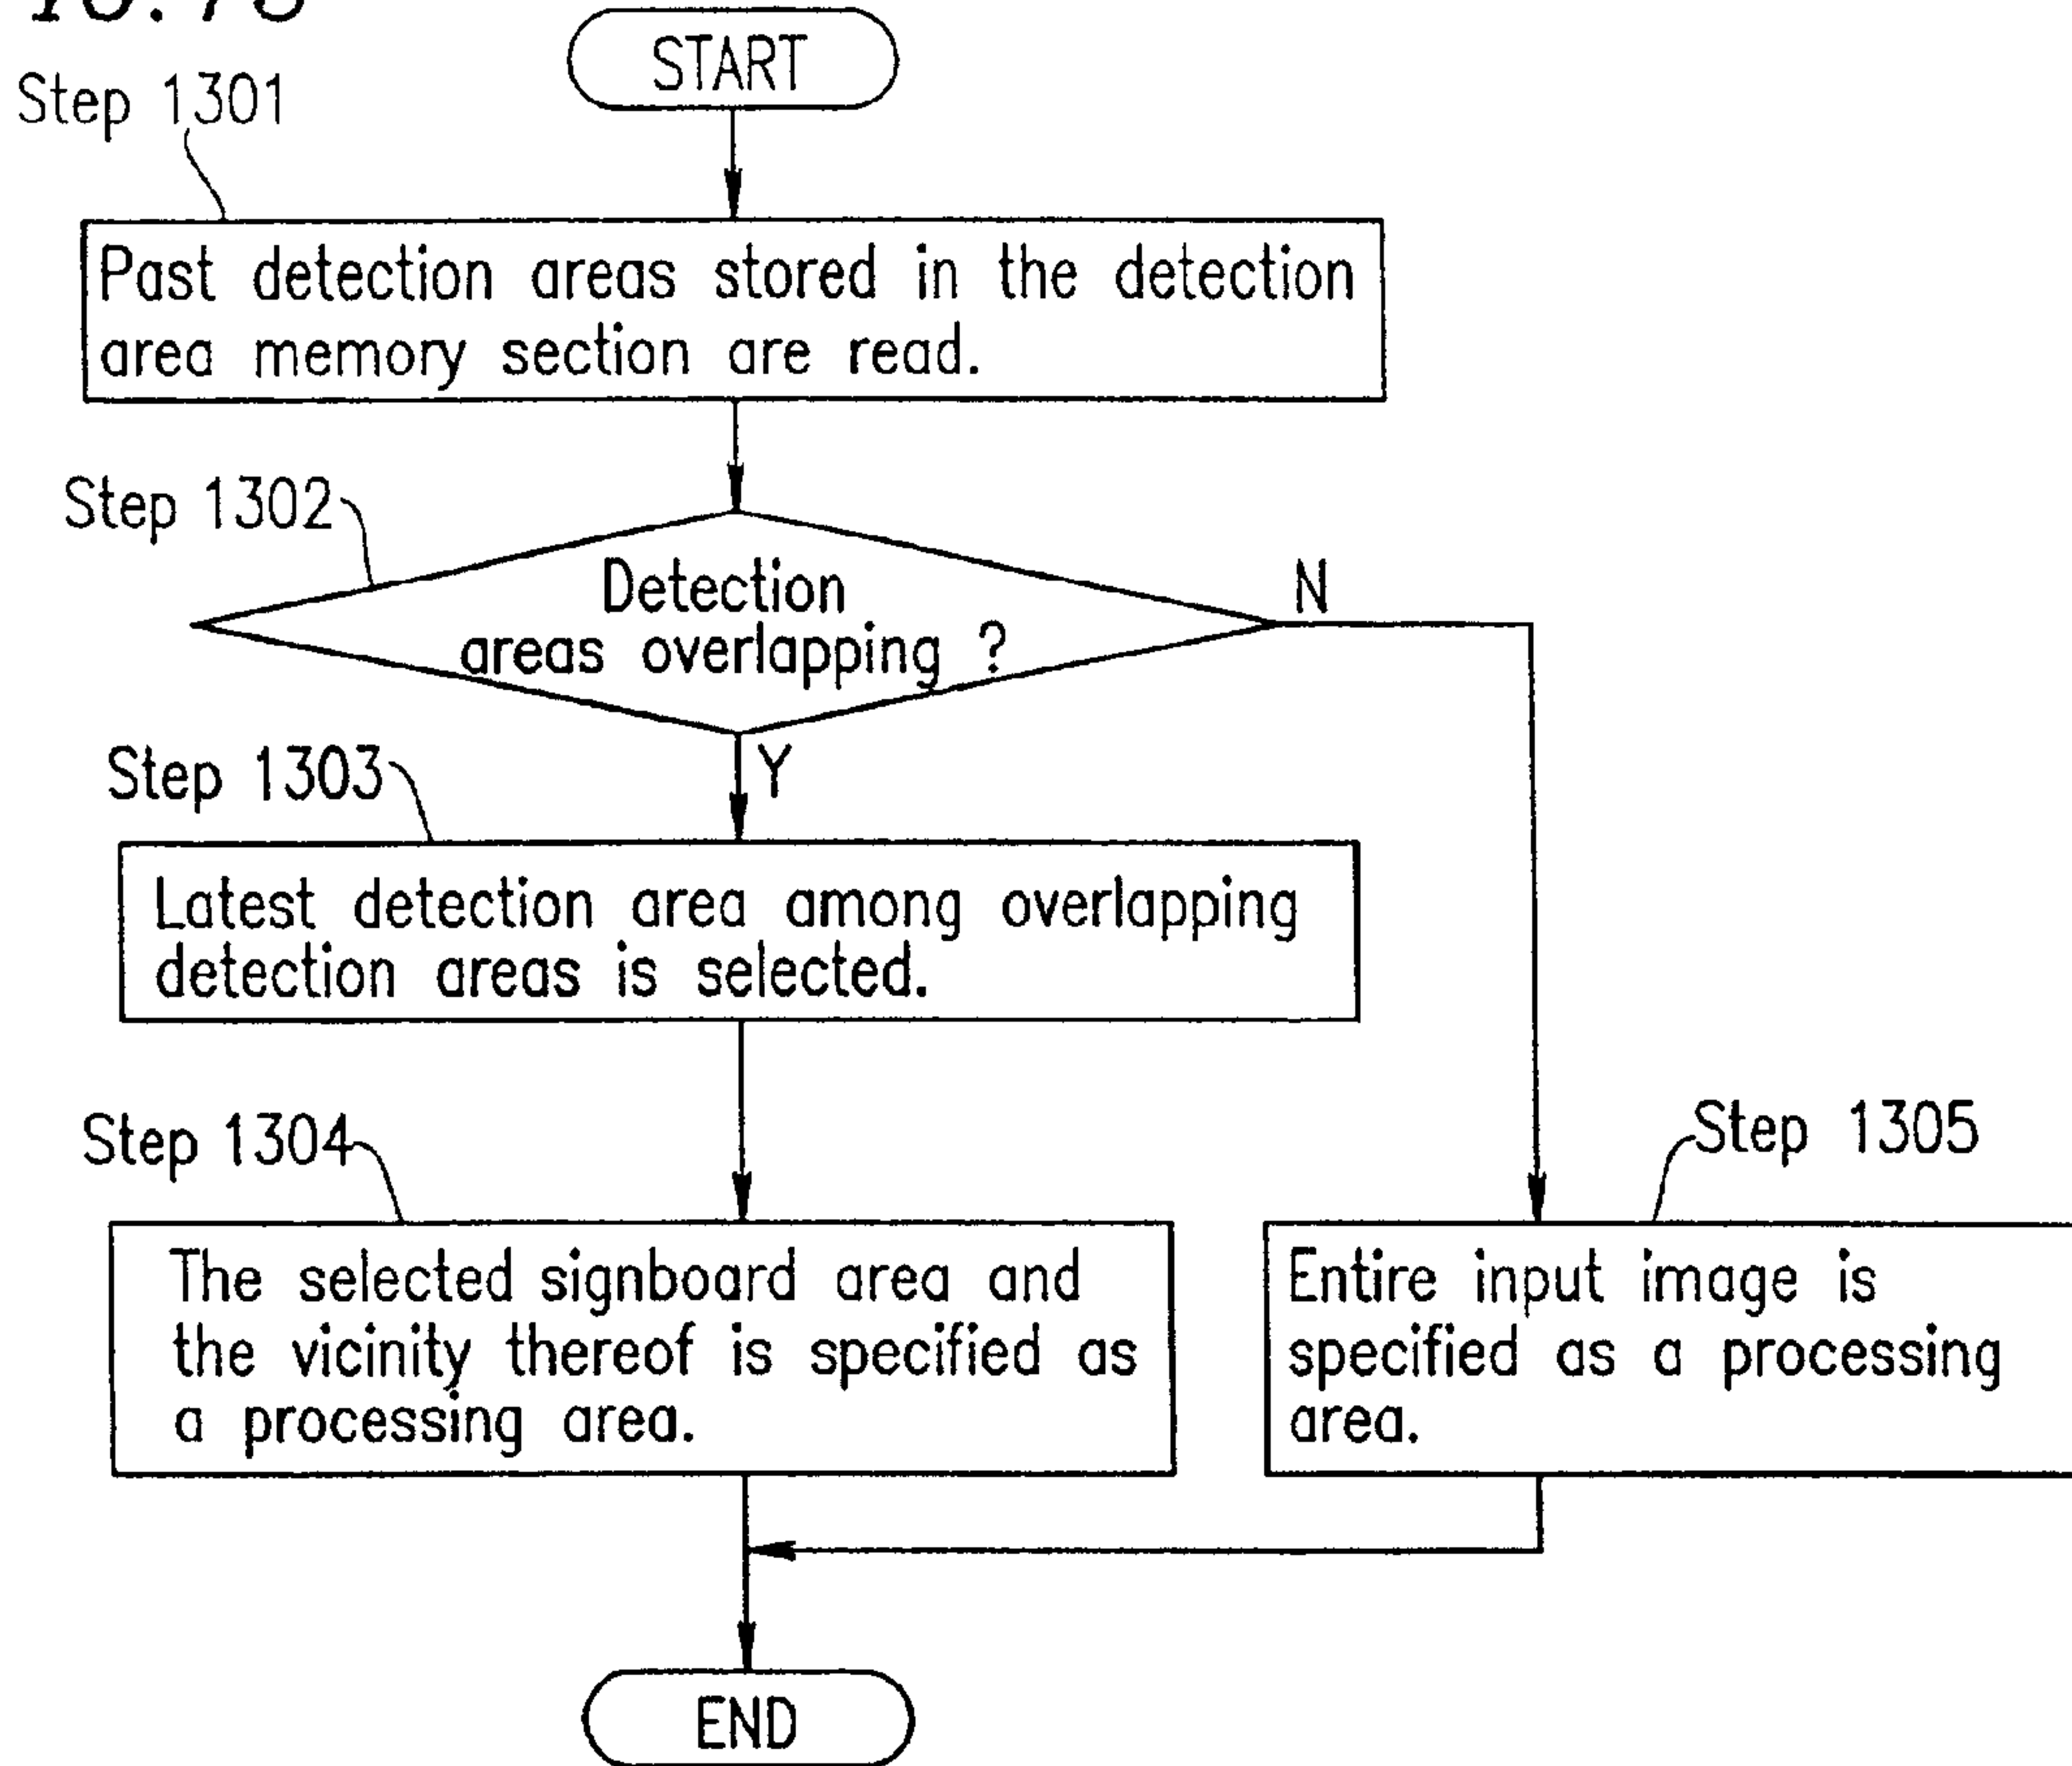 START
Step 1301
Past detection areas stored in the detection
area memory section are read.
Step 1302
Detection
areas overlapping ?
N
Y
Step 1303
Latest detection area among overlapping
detection areas is selected.
Step 1304
The selected signboard area and
the vicinity thereof is specified as
a processing area.
Step 1305
Entire input image is
specified as a processing
area.
END